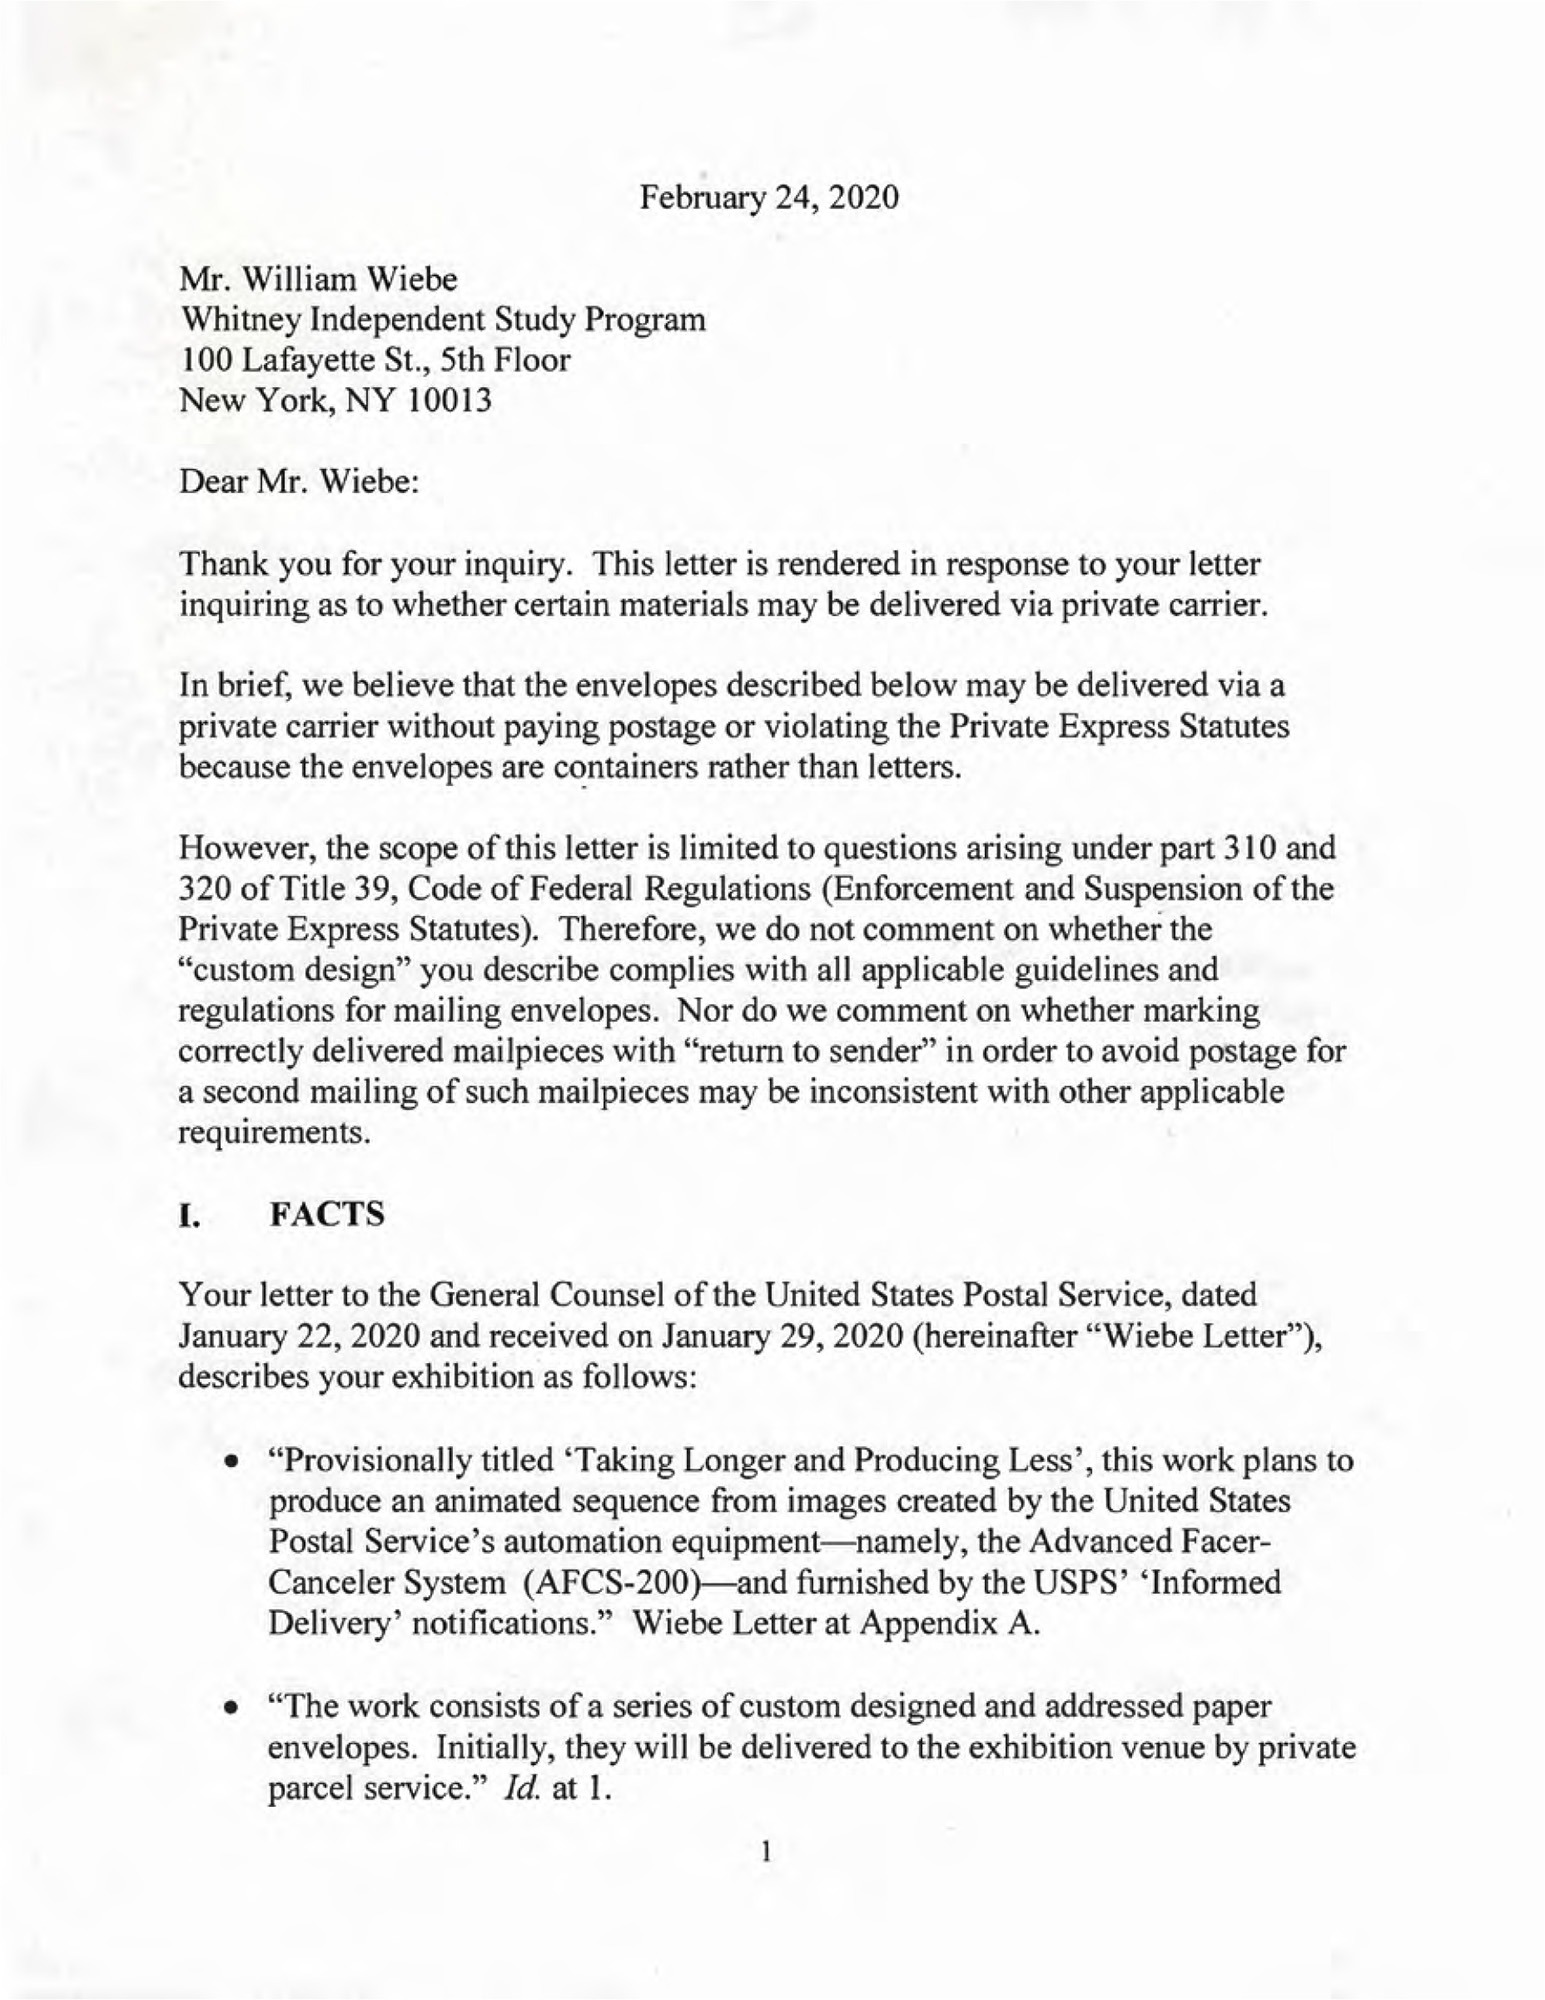 February 24, 2020
Mr. William Wiebe
Whitney Independent Study Program
100 Lafayette St., 5th Floor
New York, NY 10013
Dear Mr. Wiebe:
Thank you for your inquiry.  This letter is rendered in response to your letter
inquiring as to whether certain materials may be delivered via private carrier.
In brief, we believe that the envelopes described below may be delivered via a
private carrier without paying postage or violating the Private Express Statutes
because the envelopes are containers rather than letters.
However, the scope of this letter is limited to questions arising under part 310 and
320 of Title 39, Code of Federal Regulations (Enforcement and Suspension of the
Private Express Statutes).  Therefore, we do not comment on whether the
“custom design” you describe complies with all applicable guidelines and
regulations for mailing envelopes.  Nor do we comment on whether marking
correctly delivered mailpieces with “return to sender” in order to avoid postage for
a second mailing of such mailpieces may be inconsistent with other applicable
requirements.
I. FACTS
Your letter to the General Counsel of the United States Postal Service, dated
January 22, 2020 and received on January 29, 2020 (hereinafter “Wiebe Letter”),
describes your exhibition as follows:
• “Provisionally titled ‘Taking Longer and Producing Less’, this work plans to
produce an animated sequence from images created by the United States
Postal Service’s automation equipment—namely, the Advanced Facer-
Canceler System (AFCS-200)—and furnished by the USPS’ ‘Informed
Delivery’ notifications.”  Wiebe Letter at Appendix A.
• “The work consists of a series of custom designed and addressed paper
envelopes.  Initially, they will be delivered to the exhibition venue by private
parcel service.”  Id. at 1.
1